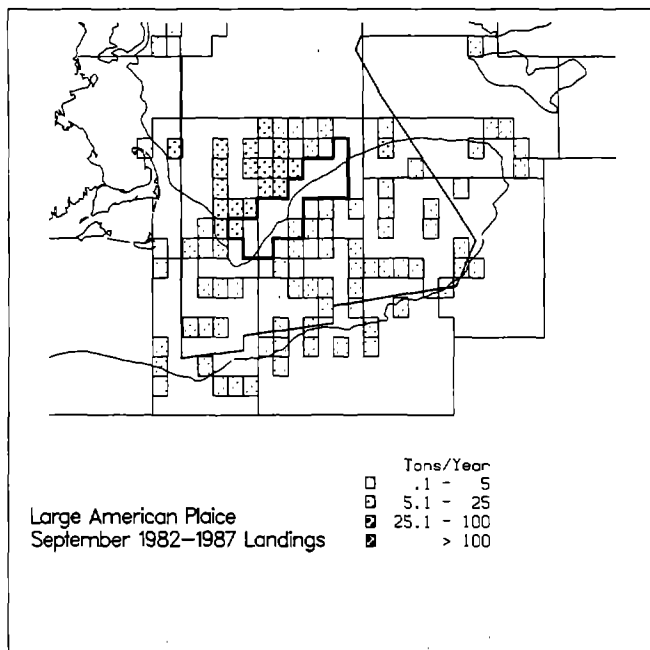 Tons/Year
.1 - 5
5.1 - 25
25.1 - 100
> 100
Large American Plaice
September 1982-1987 Landings